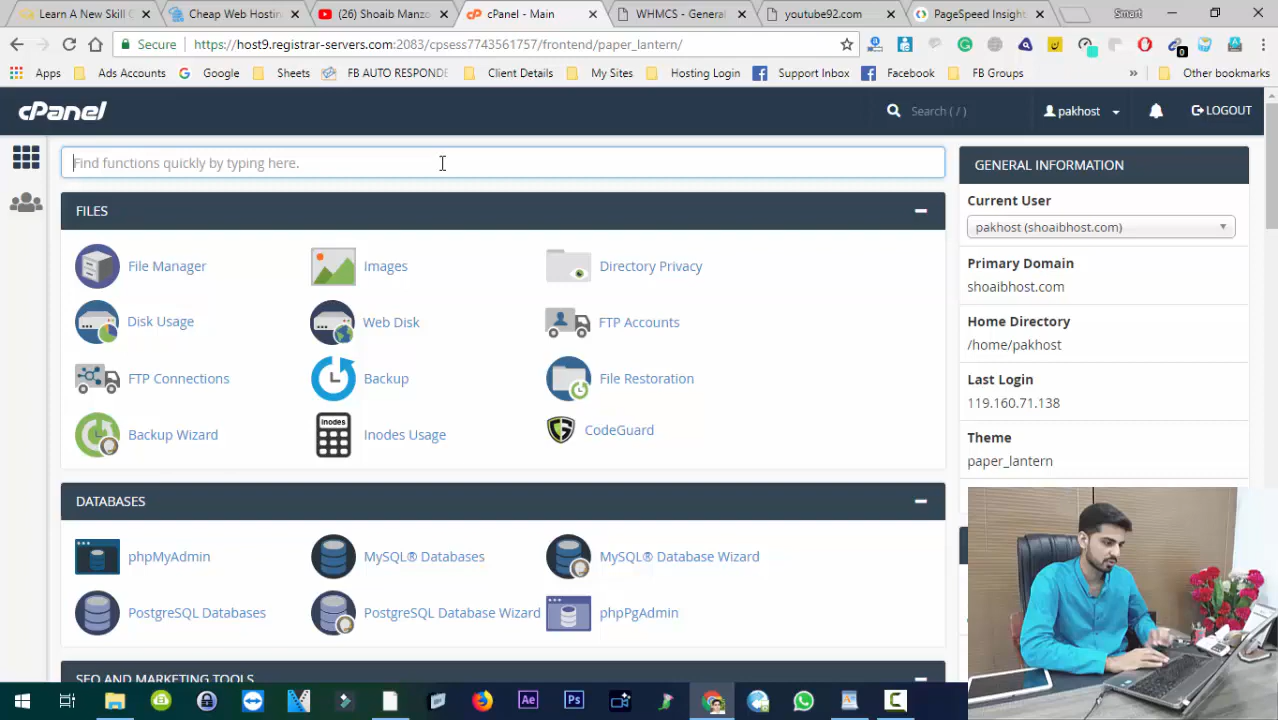 Learn A New Skill
Cheap Web Hostin
(26) Shoaib Manzo
cPanel - Main
WHMCS - General
youtube92.com
PageSpeed Insight
Smart
Secure
https://host9.registrar-servers.com:2083/cpsess7743561757/frontend/paper_lantern/
Apps
Ads Accounts
Google
Sheets
FB AUTO RESPONDE
Client Details
My Sites
Hosting Login
Support Inbox
Facebook
FB Groups
»
Other bookmarks
cPanel
Search ( / )
pakhost
LOGOUT
Find functions quickly by typing here.
FILES
File Manager
Images
Directory Privacy
Disk Usage
Web Disk
FTP Accounts
FTP Connections
Backup
File Restoration
Backup Wizard
Inodes
Inodes Usage
CodeGuard
DATABASES
phpMyAdmin
MySQL® Databases
MySQL® Database Wizard
PostgreSQL Databases
PostgreSQL Database Wizard
phpPgAdmin
SEO AND MARKETING TOOLS
GENERAL INFORMATION
Current User
pakhost (shoaibhost.com)
Primary Domain
shoaibhost.com
Home Directory
/home/pakhost
Last Login
119.160.71.138
Theme
paper_lantern
Ae
Ps